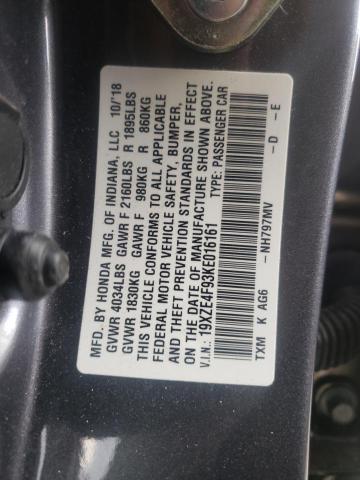 MFD. BY HONDA MFG. OF INDIANA, LLC 10/18
GVWR 4034LBS GAWR F 2160LBS R 1895LBS
GVWR 1830KG GAWR F 980KG R 860KG
THIS VEHICLE CONFORMS TO ALL APPLICABLE
FEDERAL MOTOR VEHICLE SAFETY, BUMPER,
AND THEFT PREVENTION STANDARDS IN EFFECT
ON THE DATE OF MANUFACTURE SHOWN ABOVE.
V.I.N.: 19XZE4F93KE016161 TYPE: PASSENGER CAR
TXM K AG6 -NH797MV -D -E